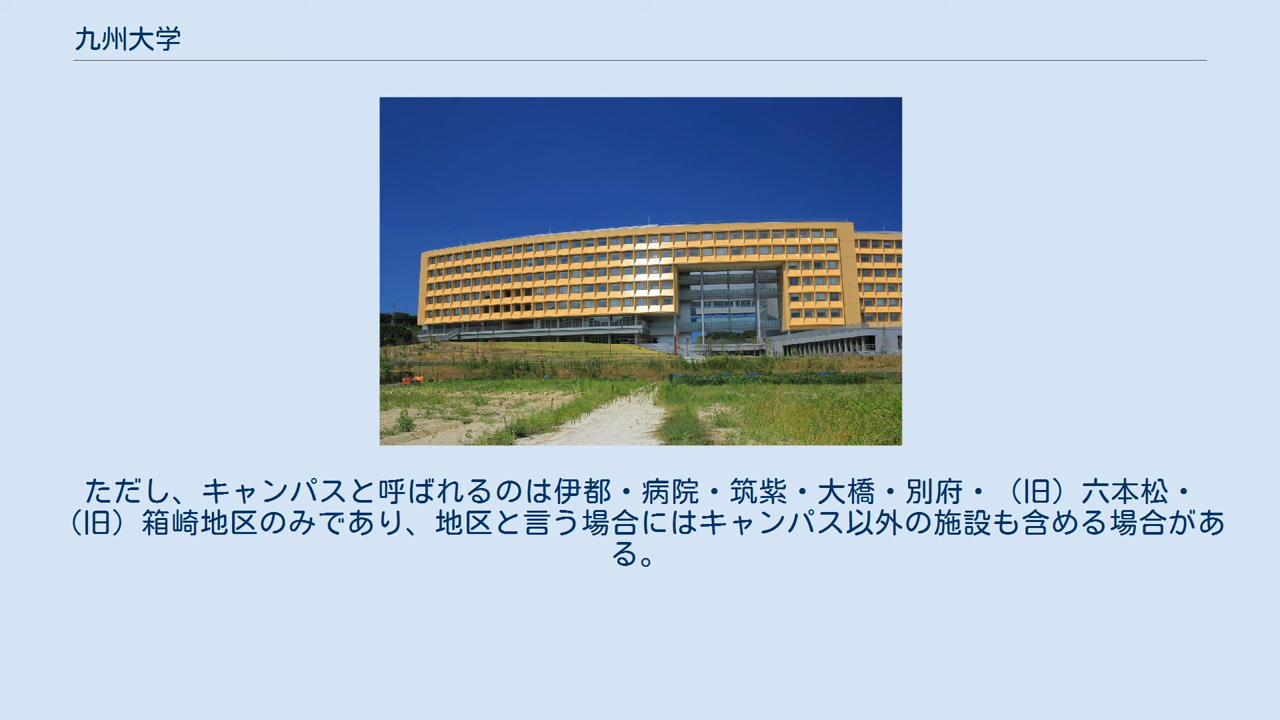 九州大学
ただし、キャンパスと呼ばれるのは伊都・病院・筑紫・大橋・別府・（旧）六本松・
（旧）箱崎地区のみであり、地区と言う場合にはキャンパス以外の施設も含める場合があ
る。